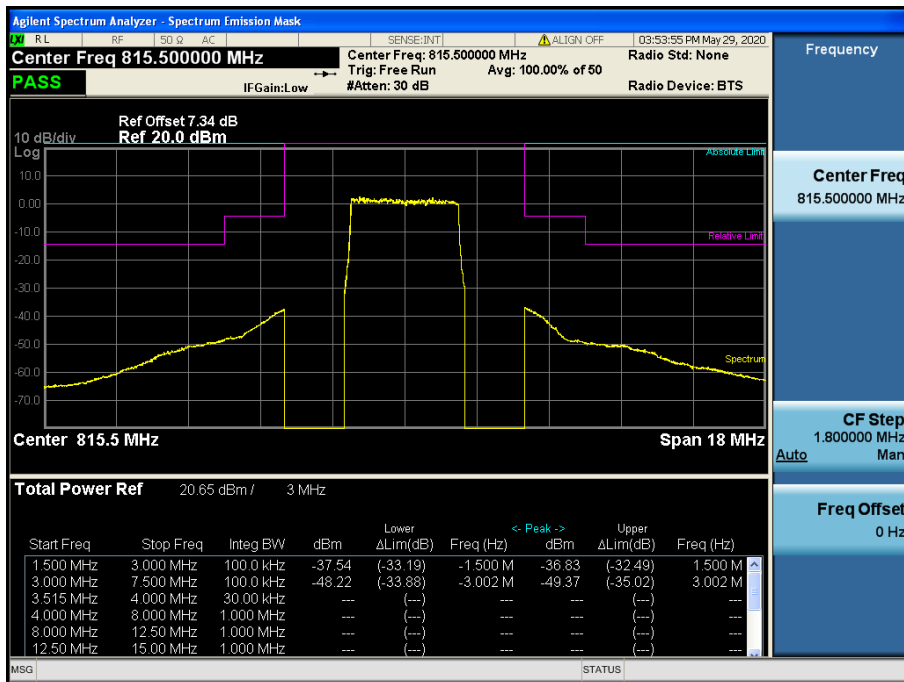 Agilent Spectrum Analyzer - Spectrum Emission Mask
LXI RL RF 50 Ω AC SENSE:INT ALIGN OFF 03:53:55 PM May 29, 2020
Center Freq 815.500000 MHz
Center Freq: 815.500000 MHz
Radio Std: None
Trig: Free Run Avg: 100.00% of 50
PASS
IFGain:Low
#Atten: 30 dB
Radio Device: BTS
Ref Offset 7.34 dB
10 dB/div Ref 20.0 dBm
Log
Absolute Limit
10.0
0.00
-10.0
Relative Limit
-20.0
-30.0
-40.0
-50.0
Spectrum
-60.0
-70.0
Center 815.5 MHz Span 18 MHz
Total Power Ref 20.65 dBm / 3 MHz
Lower <- Peak -> Upper
Start Freq Stop Freq Integ BW dBm ΔLim(dB) Freq (Hz) dBm ΔLim(dB) Freq (Hz)
1.500 MHz 3.000 MHz 100.0 kHz -37.54 (-33.19) -1.500 M -36.83 (-32.49) 1.500 M
3.000 MHz 7.500 MHz 100.0 kHz -48.22 (-33.88) -3.002 M -49.37 (-35.02) 3.002 M
3.515 MHz 4.000 MHz 30.00 kHz --- (---) --- --- (---) ---
4.000 MHz 8.000 MHz 1.000 MHz --- (---) --- --- (---) ---
8.000 MHz 12.50 MHz 1.000 MHz --- (---) --- --- (---) ---
12.50 MHz 15.00 MHz 1.000 MHz --- (---) --- --- (---) ---
MSG STATUS
Frequency
Center Freq
815.500000 MHz
CF Step
1.800000 MHz
Auto Man
Freq Offset
0 Hz